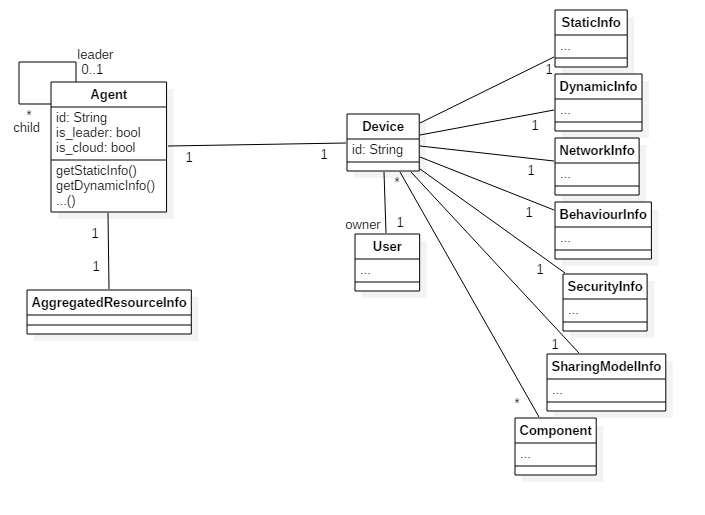 leader
0..1
*
child
Agent
id: String
is_leader: bool
is_cloud: bool
getStaticInfo()
getDynamicInfo()
...()
1
1
AggregatedResourceInfo
1
1
Device
id: String
*
owner
1
User
...
StaticInfo
...
1
DynamicInfo
...
1
NetworkInfo
...
1
BehaviourInfo
...
1
SecurityInfo
...
1
SharingModelInfo
...
1
Component
...
*